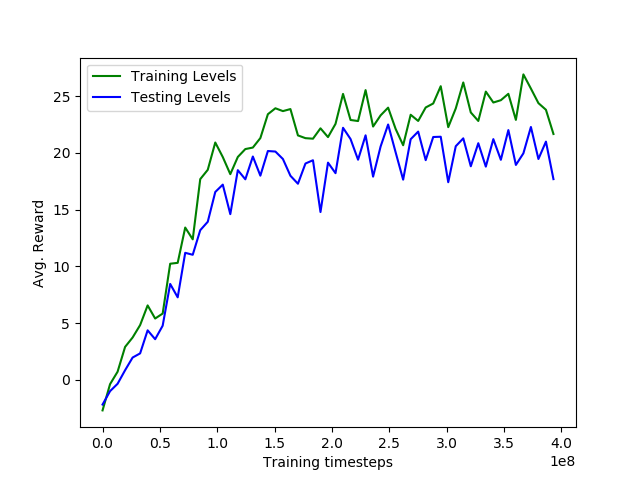 Training Levels
Testing Levels
25
20
15
10
5
0
Avg. Reward
0.0 0.5 1.0 1.5 2.0 2.5 3.0 3.5 4.0
1e8
Training timesteps